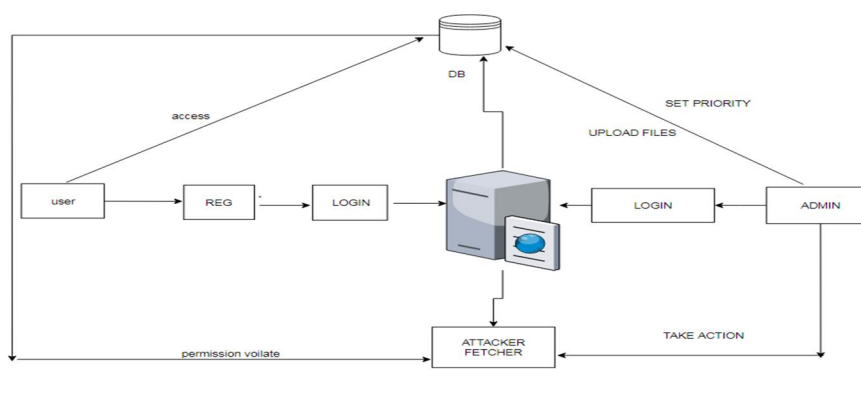 DB
SET PRIORITY
access
UPLOAD FILES
user
REG
LOGIN
LOGIN
ADMIN
ATTACKER
FETCHER
TAKE ACTION
permission voilate